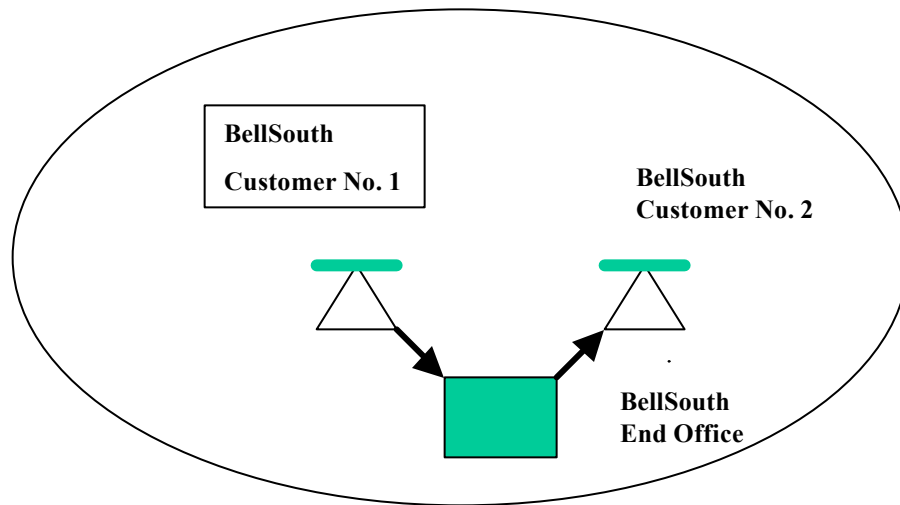 BellSouth
Customer No. 1
BellSouth
Customer No. 2
BellSouth
End Office